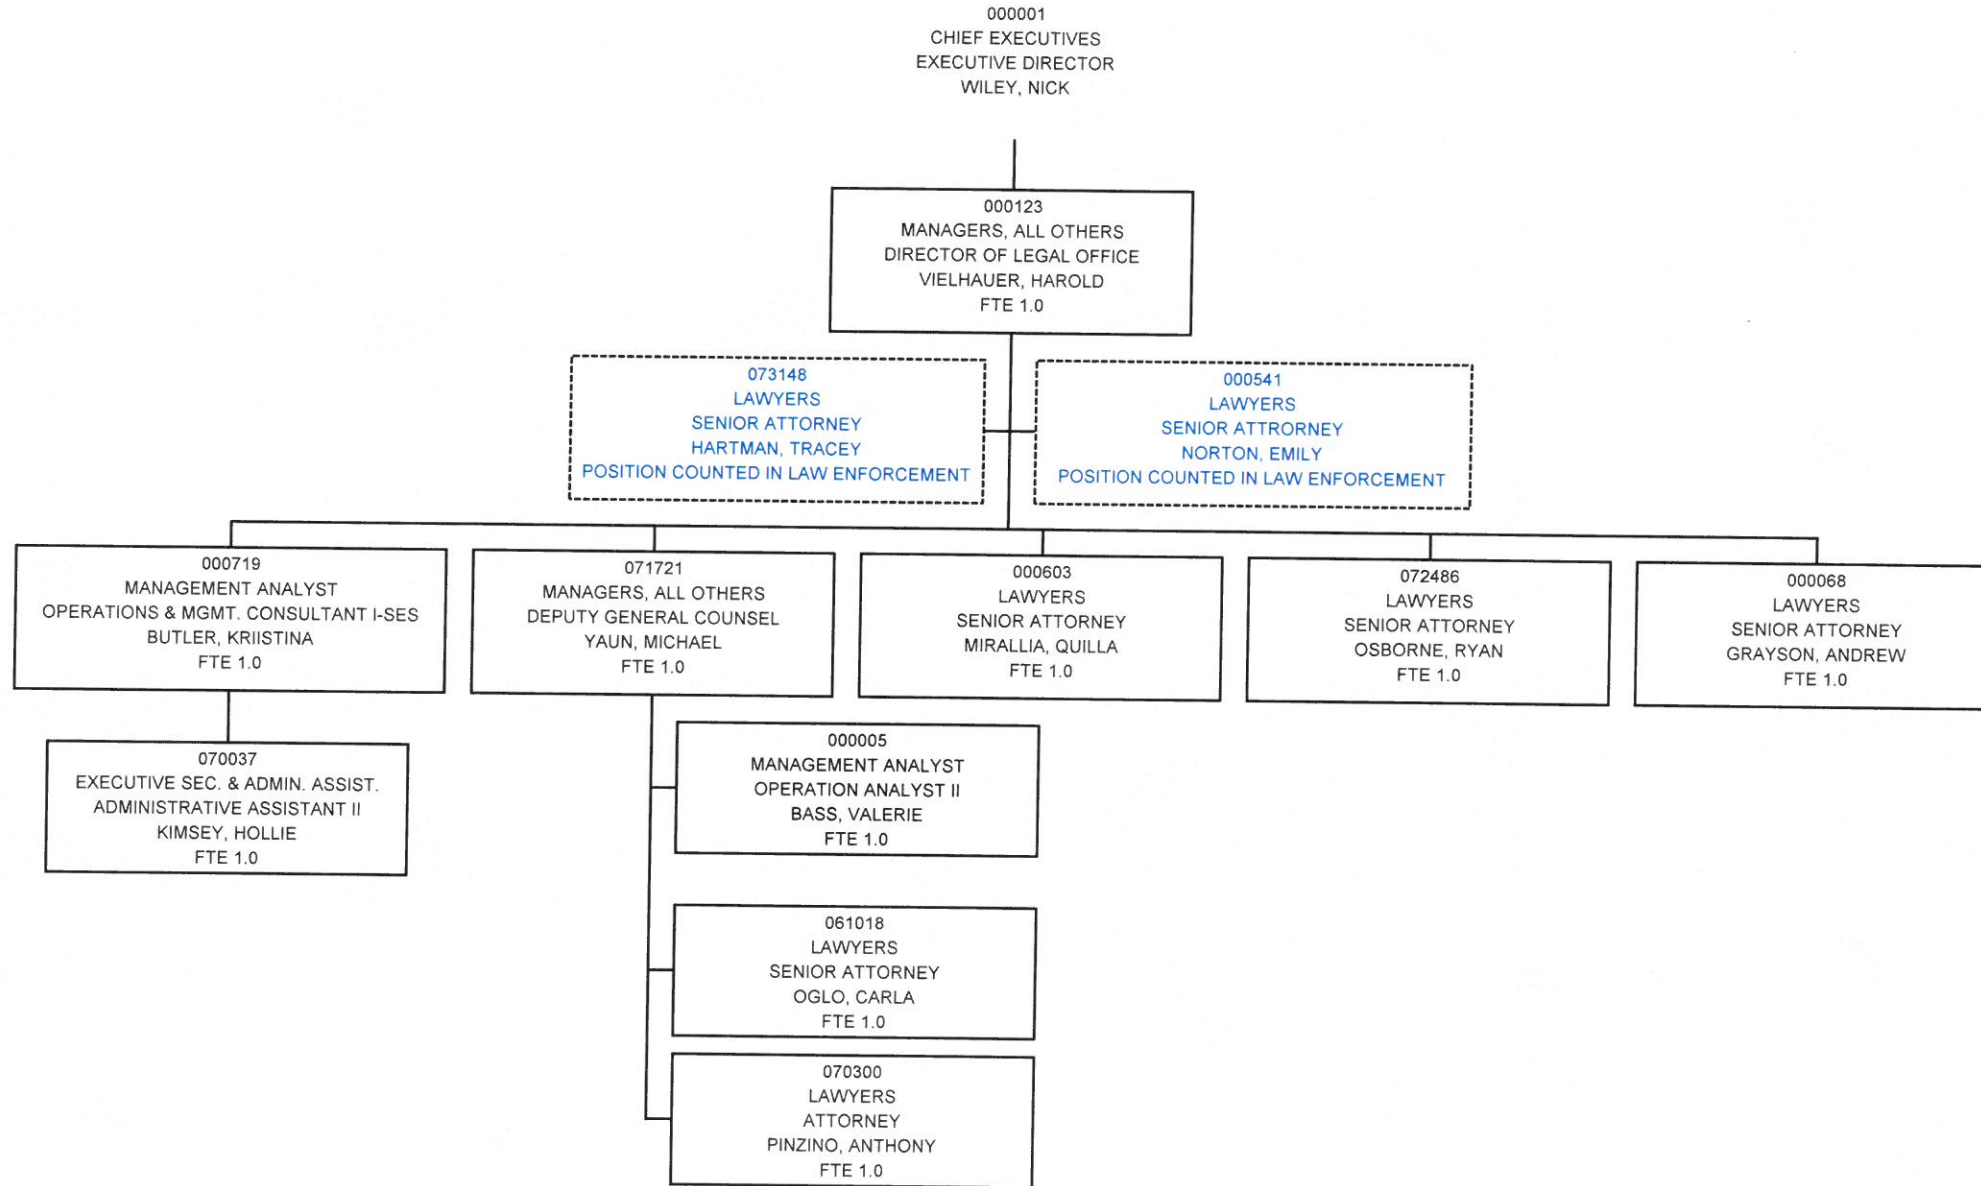 000001
CHIEF EXECUTIVES
EXECUTIVE DIRECTOR
WILEY, NICK
000123
MANAGERS, ALL OTHERS
DIRECTOR OF LEGAL OFFICE
VIELHAUER, HAROLD
FTE 1.0
073148
LAWYERS
SENIOR ATTORNEY
HARTMAN, TRACEY
POSITION COUNTED IN LAW ENFORCEMENT
000541
LAWYERS
SENIOR ATTRORNEY
NORTON, EMILY
POSITION COUNTED IN LAW ENFORCEMENT
000719
MANAGEMENT ANALYST
OPERATIONS & MGMT. CONSULTANT I-SES
BUTLER, KRIISTINA
FTE 1.0
071721
MANAGERS, ALL OTHERS
DEPUTY GENERAL COUNSEL
YAUN, MICHAEL
FTE 1.0
000603
LAWYERS
SENIOR ATTORNEY
MIRALLIA, QUILLA
FTE 1.0
072486
LAWYERS
SENIOR ATTORNEY
OSBORNE, RYAN
FTE 1.0
000068
LAWYERS
SENIOR ATTORNEY
GRAYSON, ANDREW
FTE 1.0
070037
EXECUTIVE SEC. & ADMIN. ASSIST.
ADMINISTRATIVE ASSISTANT II
KIMSEY, HOLLIE
FTE 1.0
000005
MANAGEMENT ANALYST
OPERATION ANALYST II
BASS, VALERIE
FTE 1.0
061018
LAWYERS
SENIOR ATTORNEY
OGLO, CARLA
FTE 1.0
070300
LAWYERS
ATTORNEY
PINZINO, ANTHONY
FTE 1.0